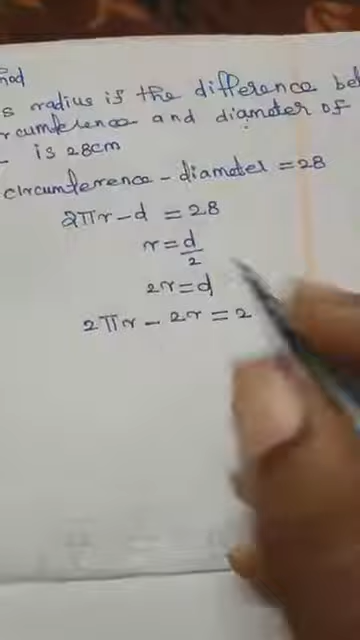 s radius is the difference be
rcumference and diameter of
- is 28cm
circumference - diameter = 28
2πr - d = 28
r = d/2
2r = d
2πr - 2r = 2